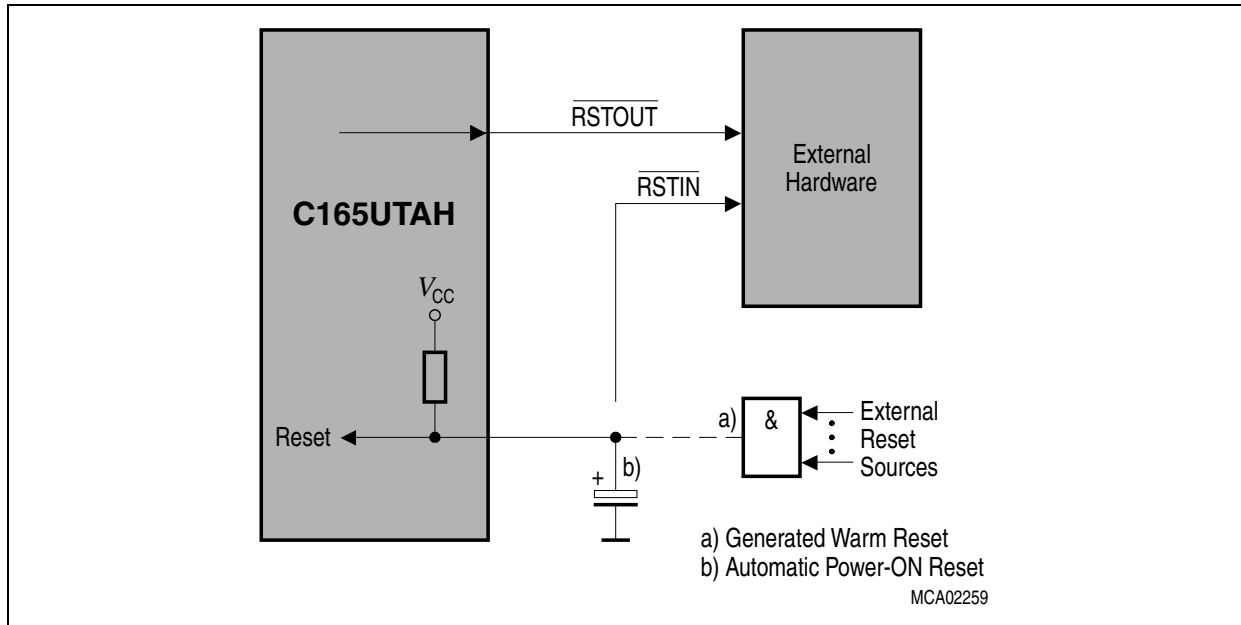 RSTOUT
External
Hardware
RSTIN
C165UTAH
VCC
Reset
a)
&
External
Reset
Sources
b)
+
a) Generated Warm Reset
b) Automatic Power-ON Reset
MCA02259